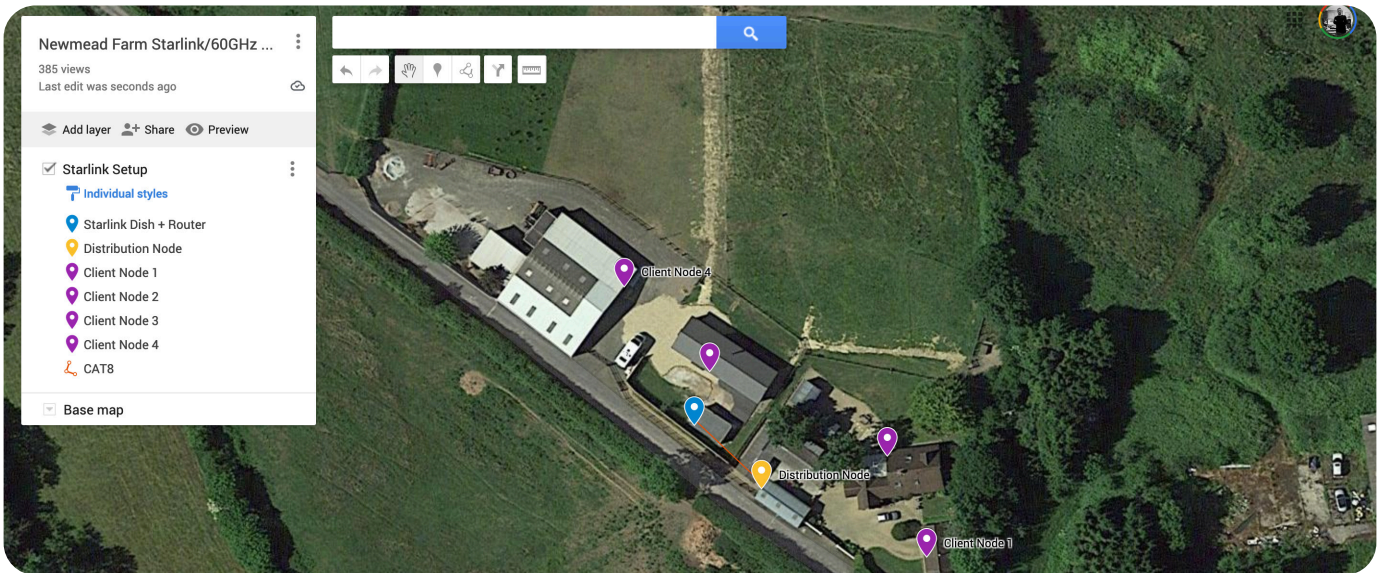 Newmead Farm Starlink/60GHz ...
385 views
Last edit was seconds ago
Add layer
Share
Preview
Starlink Setup
Individual styles
Starlink Dish + Router
Distribution Node
Client Node 1
Client Node 2
Client Node 3
Client Node 4
CAT8
Base map
Client Node 4
Distribution Node
Client Node 1